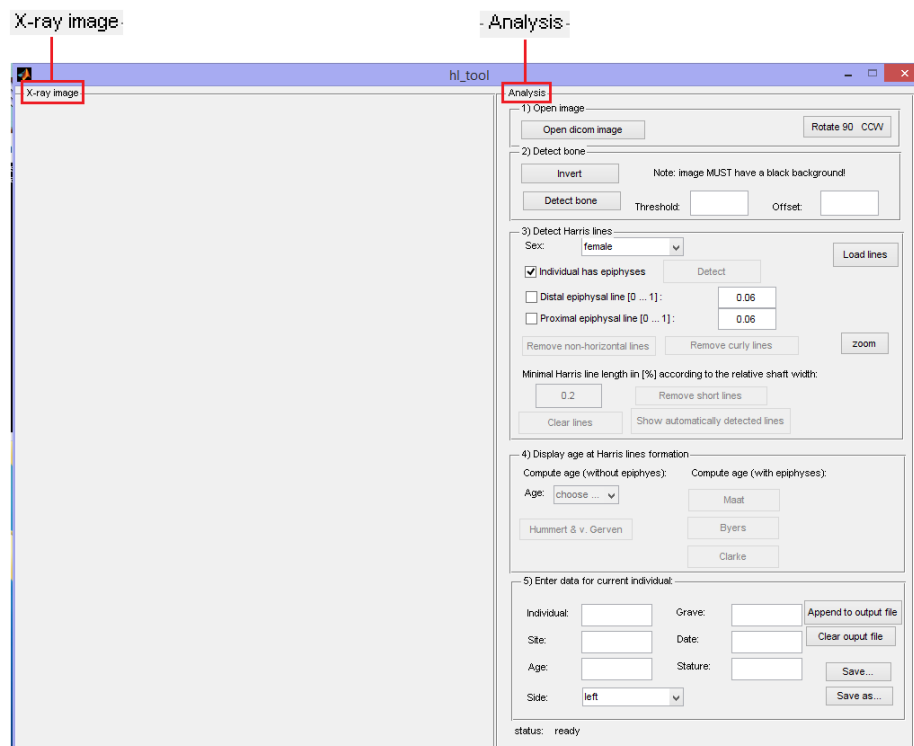 X-ray image
Analysis
hl_tool
X-ray image
Analysis
1) Open image
Open dicom image
Rotate 90 CCW
2) Detect bone
Invert
Note: image MUST have a black background!
Detect bone
Threshold:
Offset:
3) Detect Harris lines
Sex:
female
Load lines
Individual has epiphyses
Detect
Distal epiphysal line [0 ... 1] :
0.06
Proximal epiphysal line [0 ... 1] :
0.06
Remove non-horizontal lines
Remove curly lines
zoom
Minimal Harris line length iin [%] according to the relative shaft width:
0.2
Remove short lines
Clear lines
Show automatically detected lines
4) Display age at Harris lines formation
Compute age (without epiphyes):
Compute age (with epiphyses):
Age:
choose ...
Maat
Hummert & v. Gerven
Byers
Clarke
5) Enter data for current individual:
Individual:
Grave:
Append to output file
Site:
Date:
Clear ouput file
Age:
Stature:
Save...
Side:
left
Save as...
status: ready